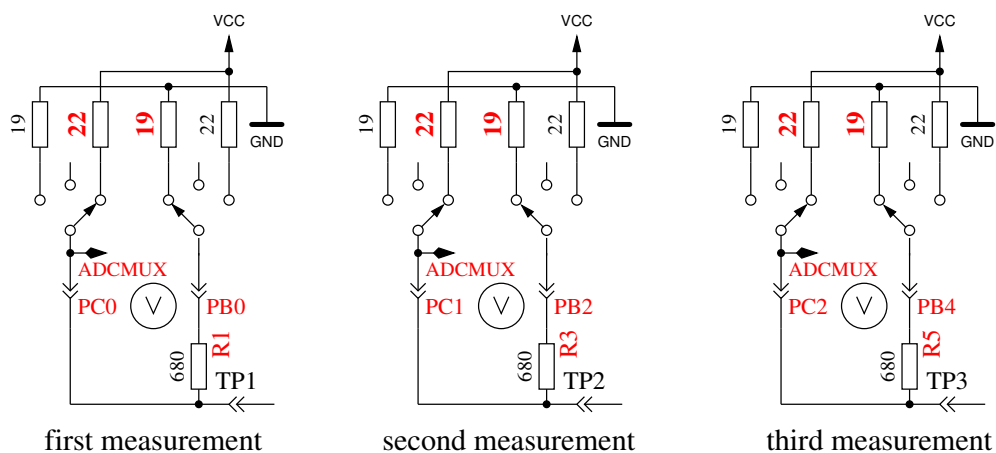 VCC VCC VCC
19 22 19 22 19 22 19 22 19 22 19 22
GND GND GND
ADCMUX ADCMUX ADCMUX
PC0 V PB0 PC1 V PB2 PC2 V PB4
680 R1 680 R3 680 R5
TP1 TP2 TP3
first measurement second measurement third measurement